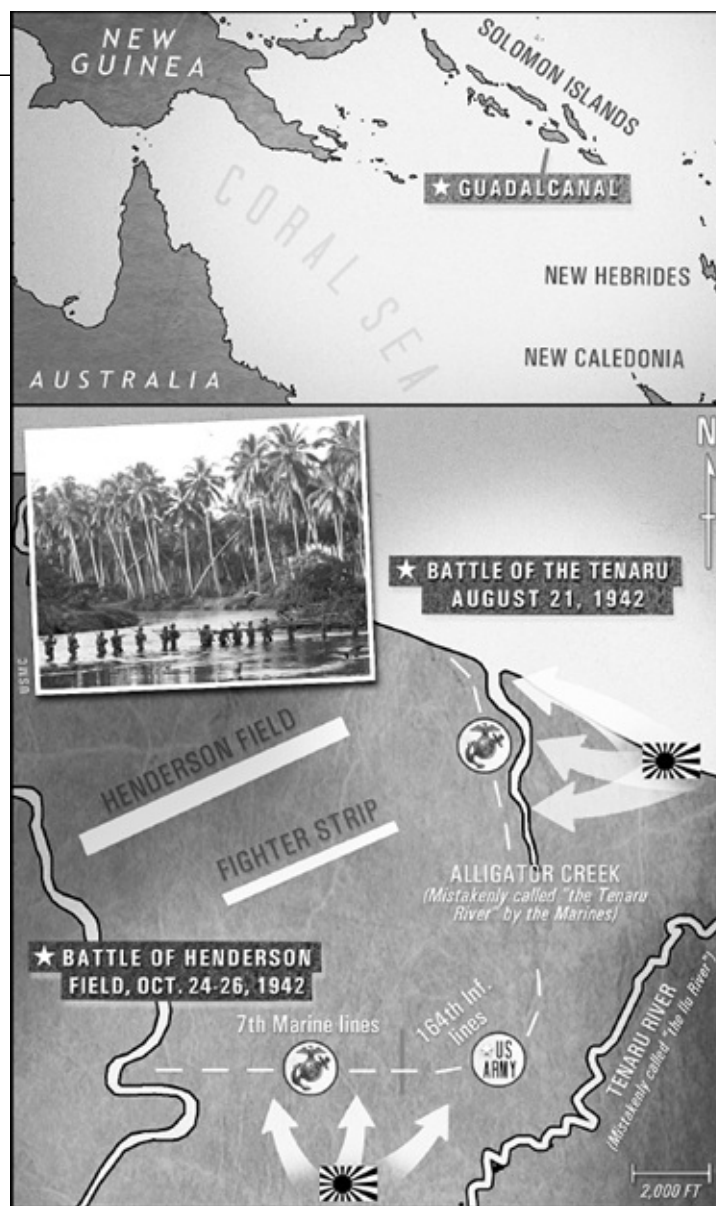 NEW
GUINEA
SOLOMON ISLANDS
★ GUADALCANAL
CORAL SEA
NEW HEBRIDES
NEW CALEDONIA
AUSTRALIA
N
★ BATTLE OF THE TENARU
AUGUST 21, 1942
USMC
HENDERSON FIELD
FIGHTER STRIP
ALLIGATOR CREEK
(Mistakenly called "the Tenaru
River" by the Marines)
★ BATTLE OF HENDERSON
FIELD, OCT. 24-26, 1942
7th Marine lines
164th Inf.
lines
US
ARMY
TENARU RIVER
(Mistakenly called "the Ilu River")
2,000 FT